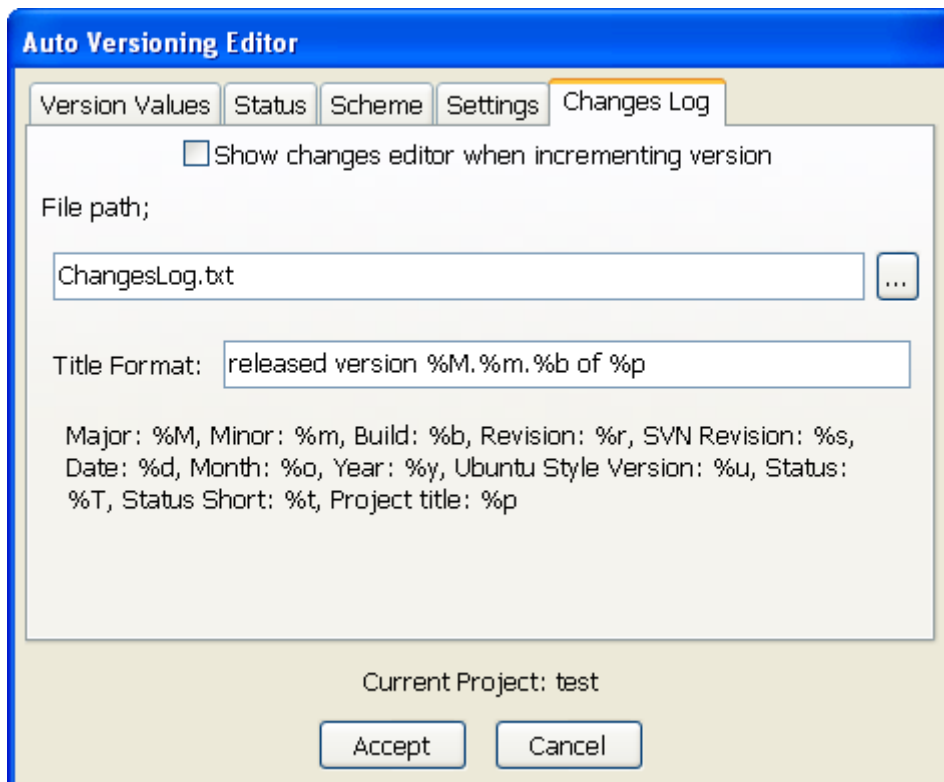 Auto Versioning Editor
Version Values Status Scheme Settings Changes Log
Show changes editor when incrementing version
File path;
ChangesLog.txt ...
Title Format: released version %M.%m.%b of %p
Major: %M, Minor: %m, Build: %b, Revision: %r, SVN Revision: %s,
Date: %d, Month: %o, Year: %y, Ubuntu Style Version: %u, Status:
%T, Status Short: %t, Project title: %p
Current Project: test
Accept Cancel